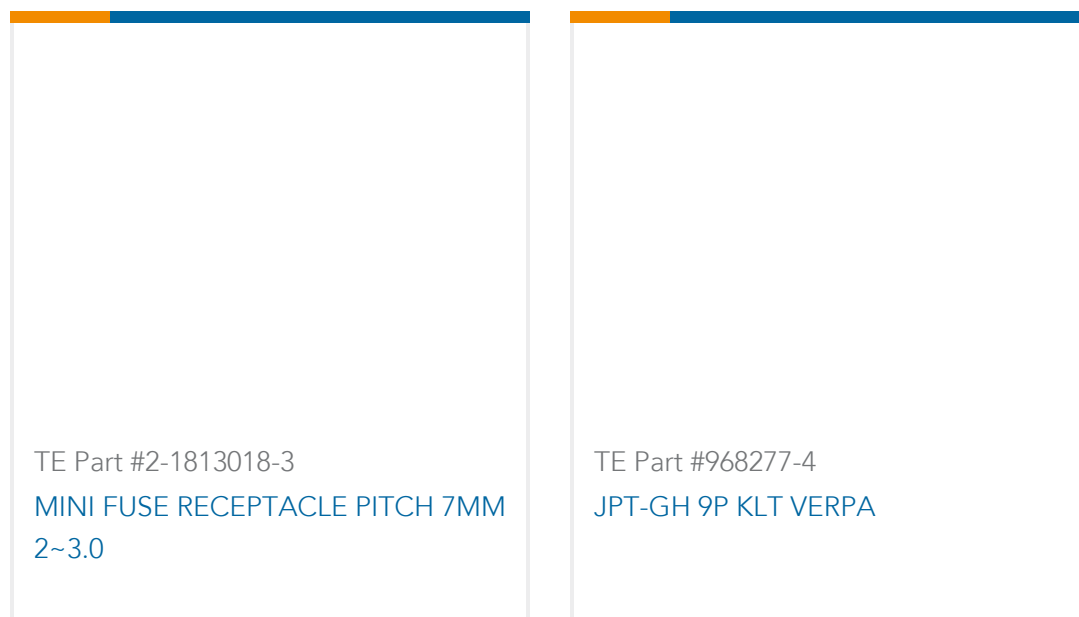 TE Part #2-1813018-3
MINI FUSE RECEPTACLE PITCH 7MM
2~3.0
TE Part #968277-4
JPT-GH 9P KLT VERPA